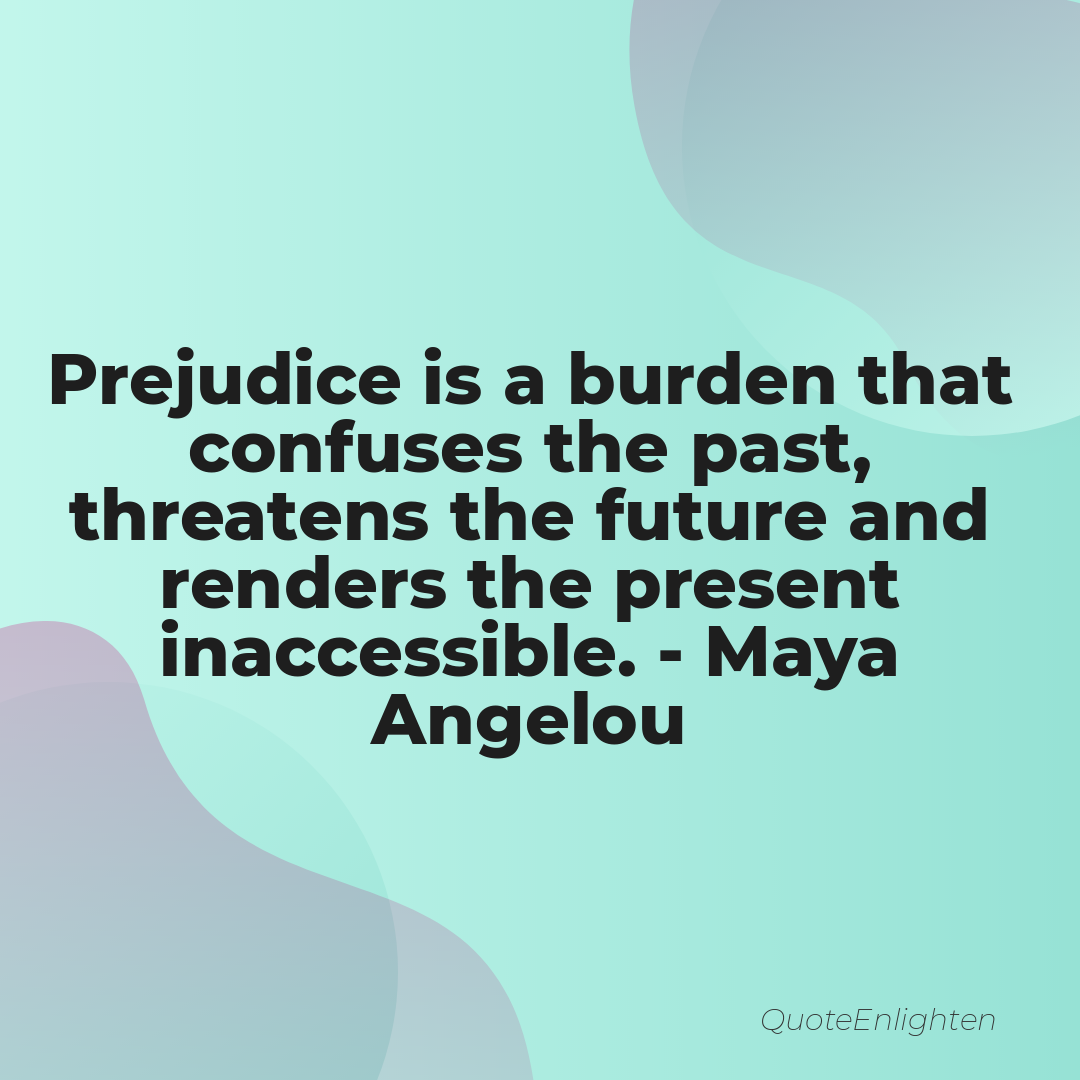 Prejudice is a burden that
confuses the past,
threatens the future and
renders the present
inaccessible. - Maya
Angelou
QuoteEnlighten